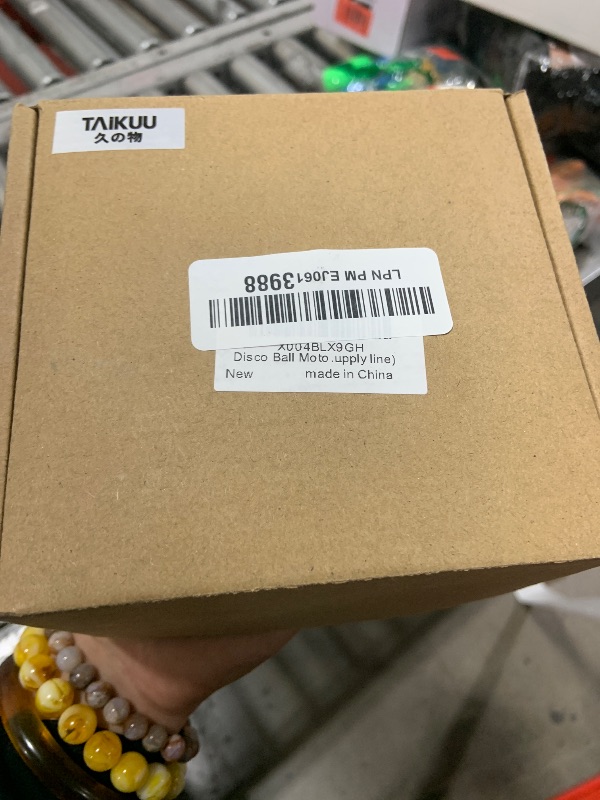 TAIKUU
久の物
LPN PM EJ0613988
X004BLX9GH
Disco Ball Moto .upply line)
New made in China